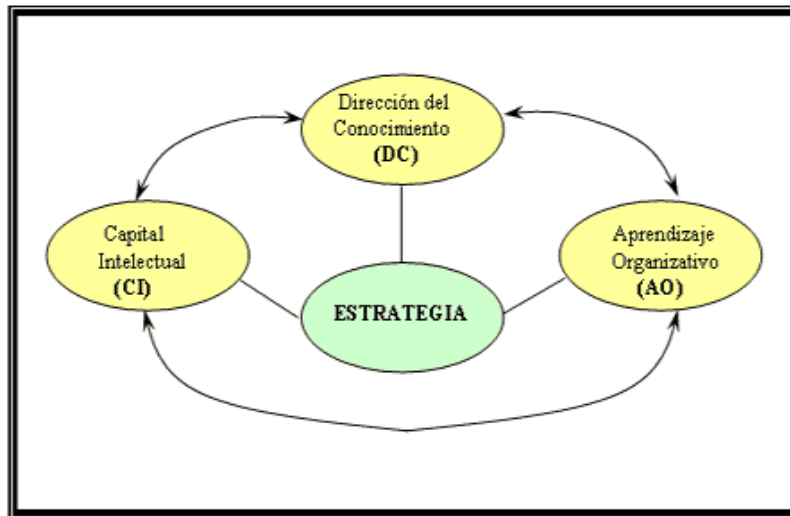 Dirección del
Conocimiento
(DC)
Capital
Intelectual
(CI)
Aprendizaje
Organizativo
(AO)
ESTRATEGIA